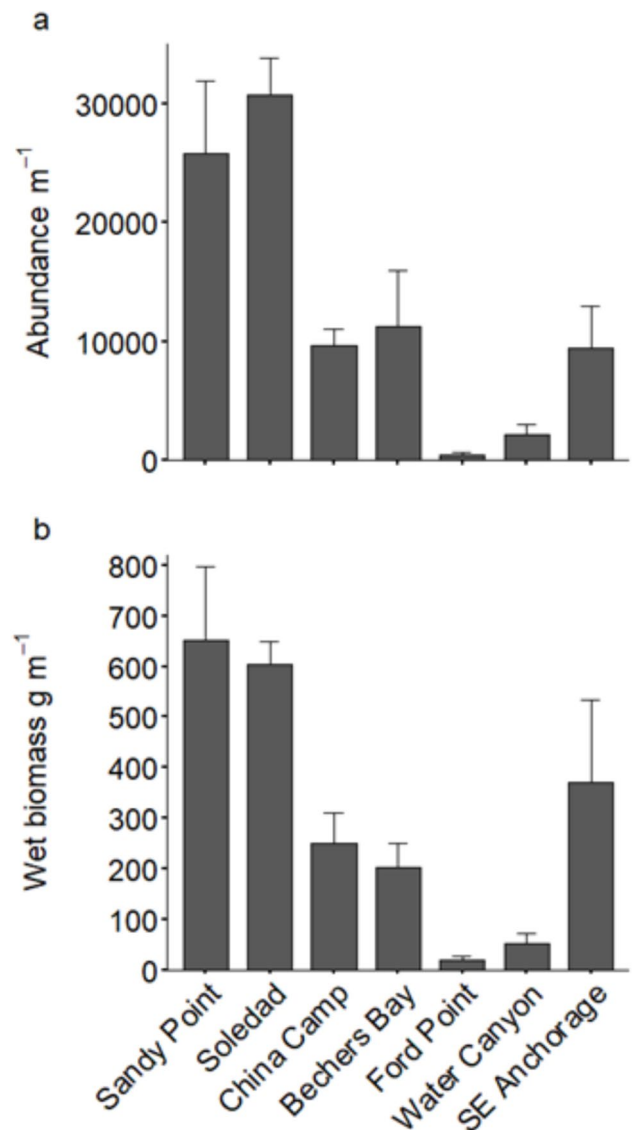 a
Abundance m⁻¹
30000
20000
10000
0
b
Wet biomass g m⁻¹
800
700
600
500
400
300
200
100
0
Sandy Point
Soledad
China Camp
Bechers Bay
Ford Point
Water Canyon
SE Anchorage